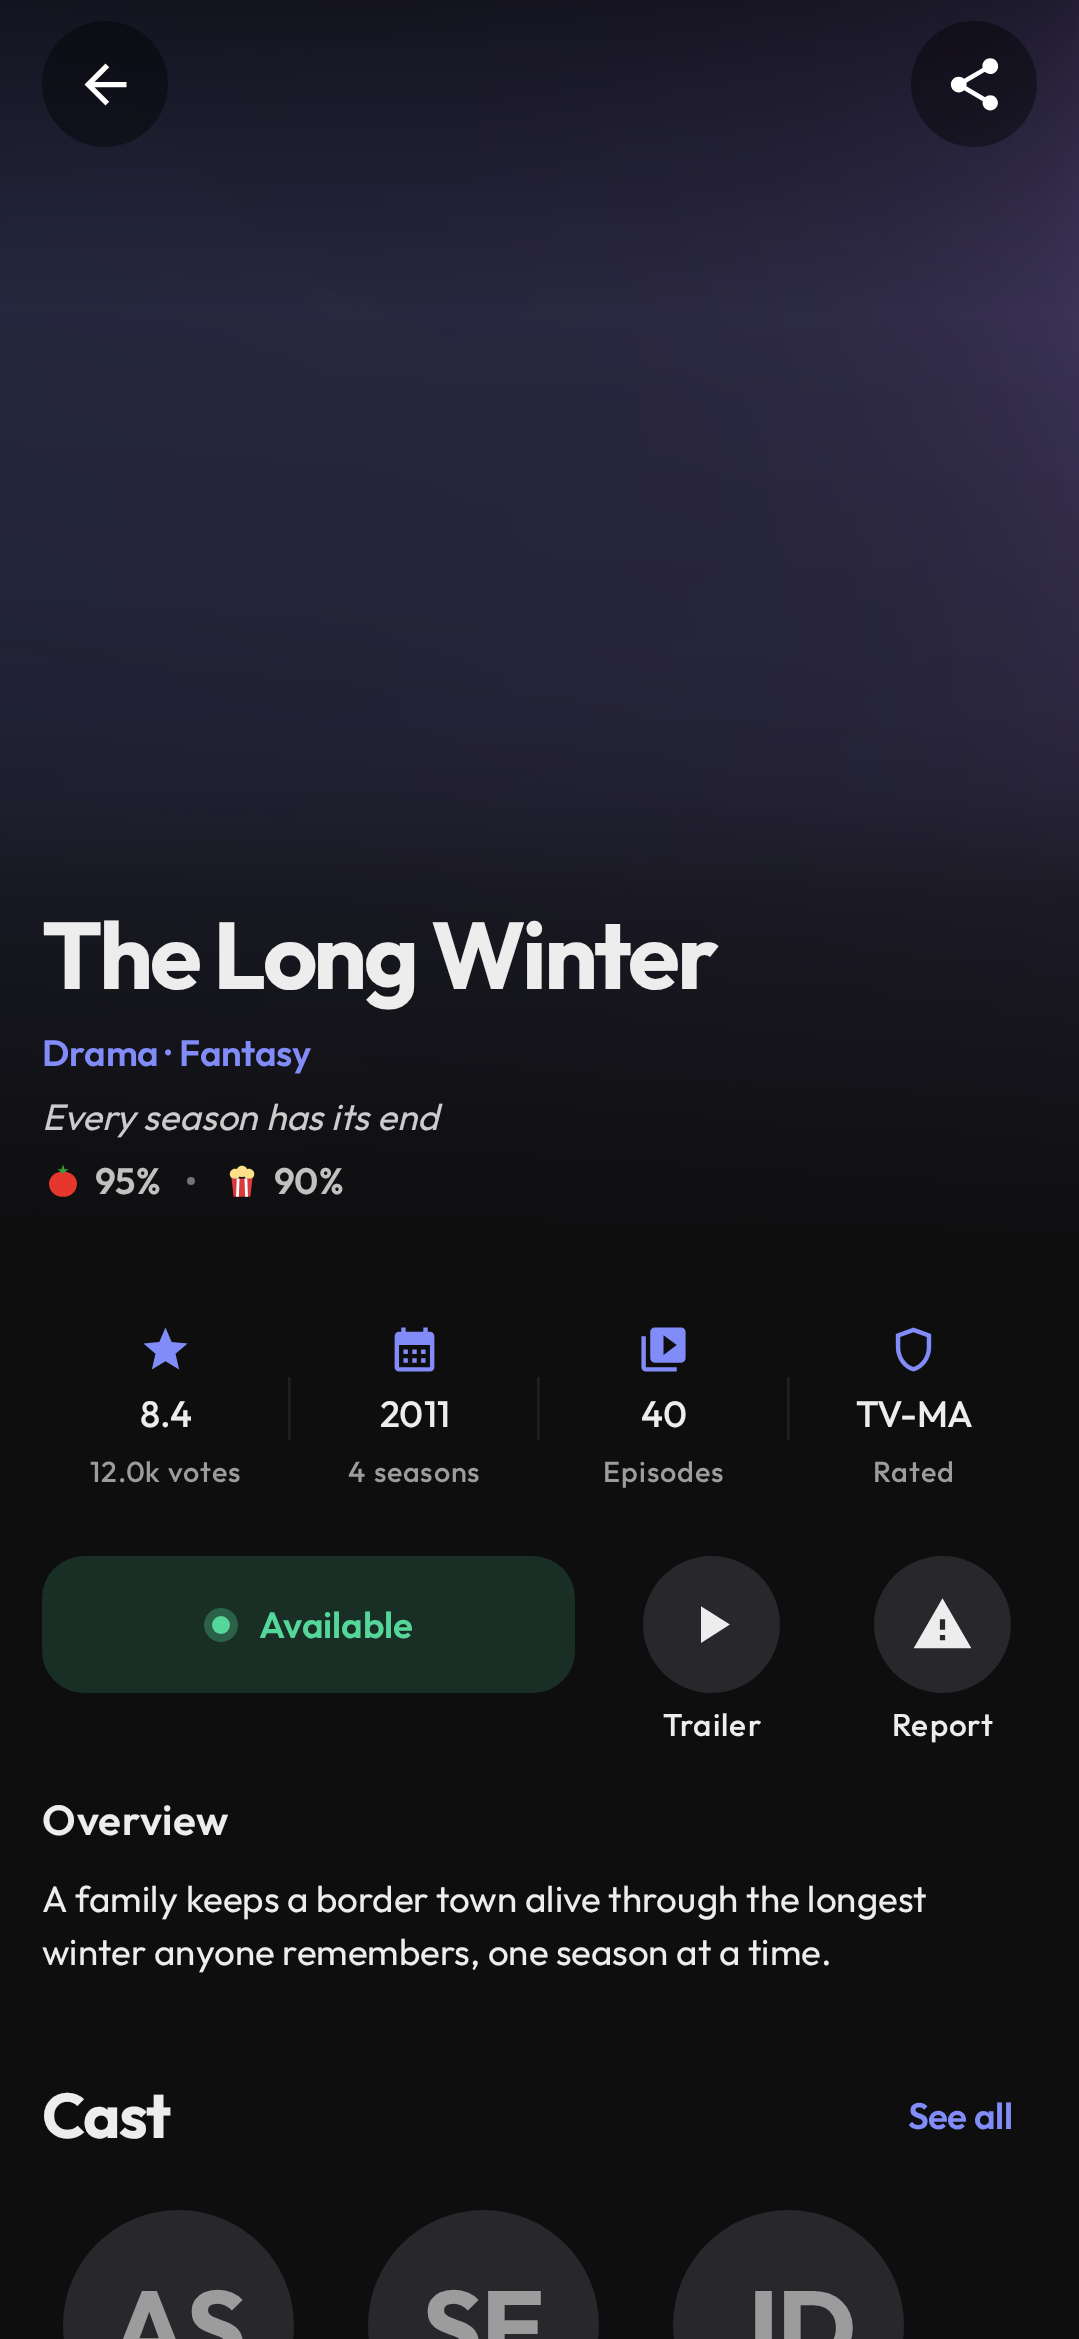 The Long Winter
Drama · Fantasy
Every season has its end
95% • 90%
8.4
12.0k votes
2011
4 seasons
40
Episodes
TV-MA
Rated
Available
Trailer
Report
Overview
A family keeps a border town alive through the longest
winter anyone remembers, one season at a time.
Cast
See all
AS
SE